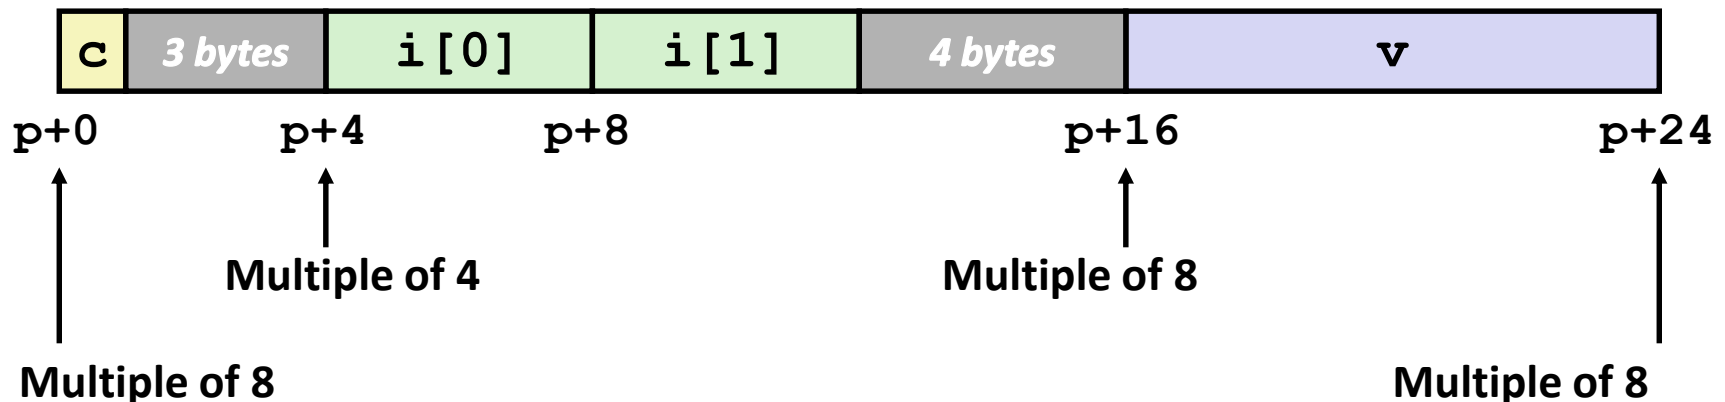 c 3 bytes i[0] i[1] 4 bytes v
p+0 p+4 p+8 p+16 p+24
Multiple of 4 Multiple of 8
Multiple of 8 Multiple of 8